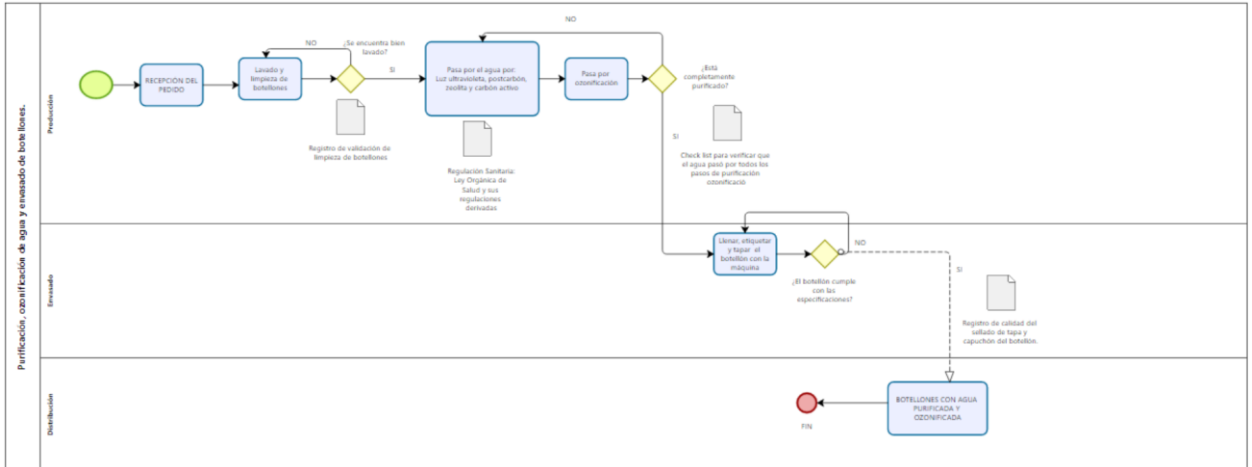 Purificación, ozonificación de agua y envasado de botellones.
Producción
RECEPCIÓN DEL
PEDIDO
Lavado y
limpieza de
botellones
NO
¿Se encuentra bien
lavado?
SI
Registro de validación de
limpieza de botellones
Pasa por el agua por:
Luz ultravioleta, postcarbón,
zeolita y carbón activo
Regulación Sanitaria:
Ley Orgánica de
Salud y sus
regulaciones
derivadas
Pasa por
ozonificación
NO
¿Está
completamente
purificado?
SI
Check list para verificar que
el agua pasó por todos los
pasos de purificación
ozonificació
Envasado
Llenar, etiquetar
y tapar el
botellón con la
máquina
NO
¿El botellón cumple
con las
especificaciones?
SI
Registro de calidad del
sellado de tapa y
capuchón del botellón.
Distribución
BOTELLONES CON AGUA
PURIFICADA Y
OZONIFICADA
FIN